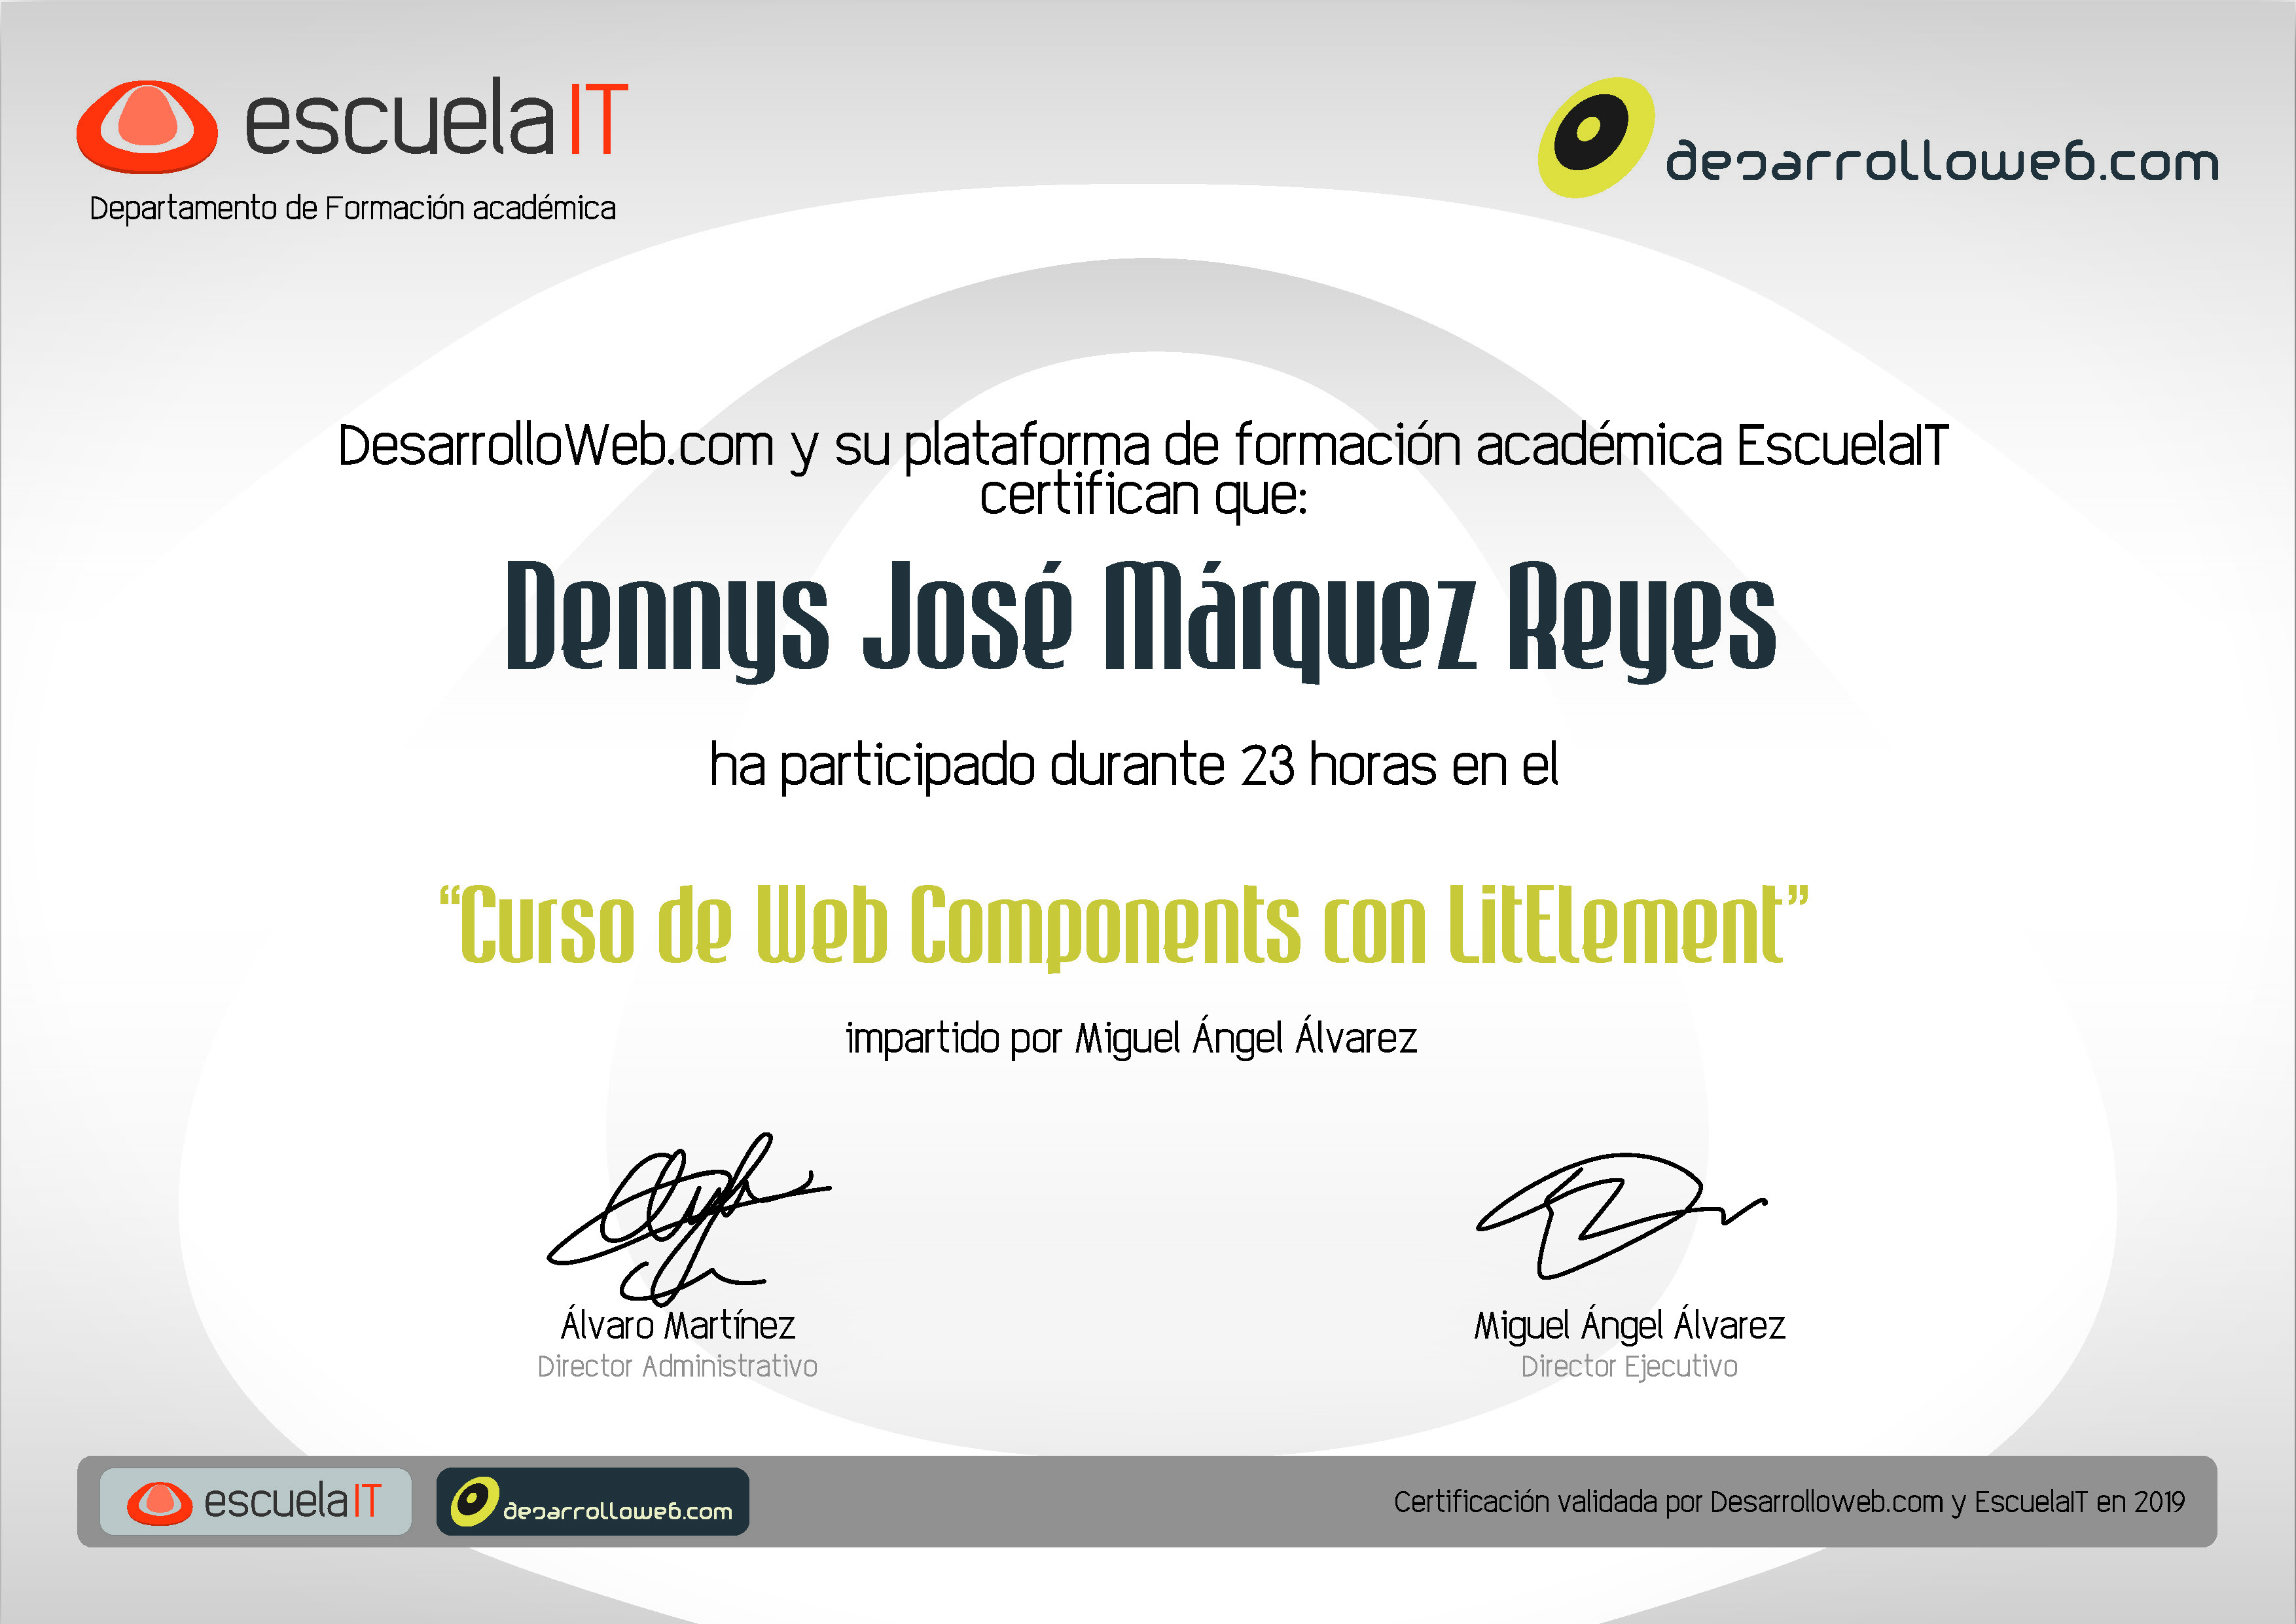 escuelaIT
Departamento de Formación académica
desarrolloweb.com
DesarrolloWeb.com y su plataforma de formación académica EscuelaIT
certifican que:
Dennys José Márquez Reyes
ha participado durante 23 horas en el
“Curso de Web Components con LitElement”
impartido por Miguel Ángel Álvarez
Álvaro Martínez
Director Administrativo
Miguel Ángel Álvarez
Director Ejecutivo
escuelaIT
desarrolloweb.com
Certificación validada por Desarrolloweb.com y EscuelaIT en 2019